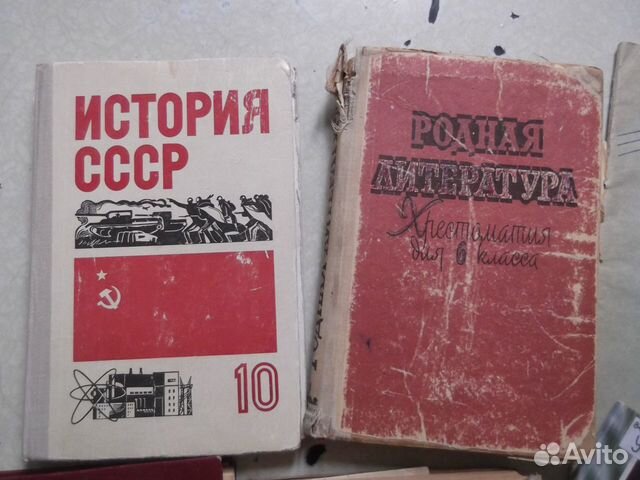 ИСТОРИЯ
СССР
10
РОДНАЯ
ЛИТЕРАТУРА
Хрестоматия
для 6 класса
Avito